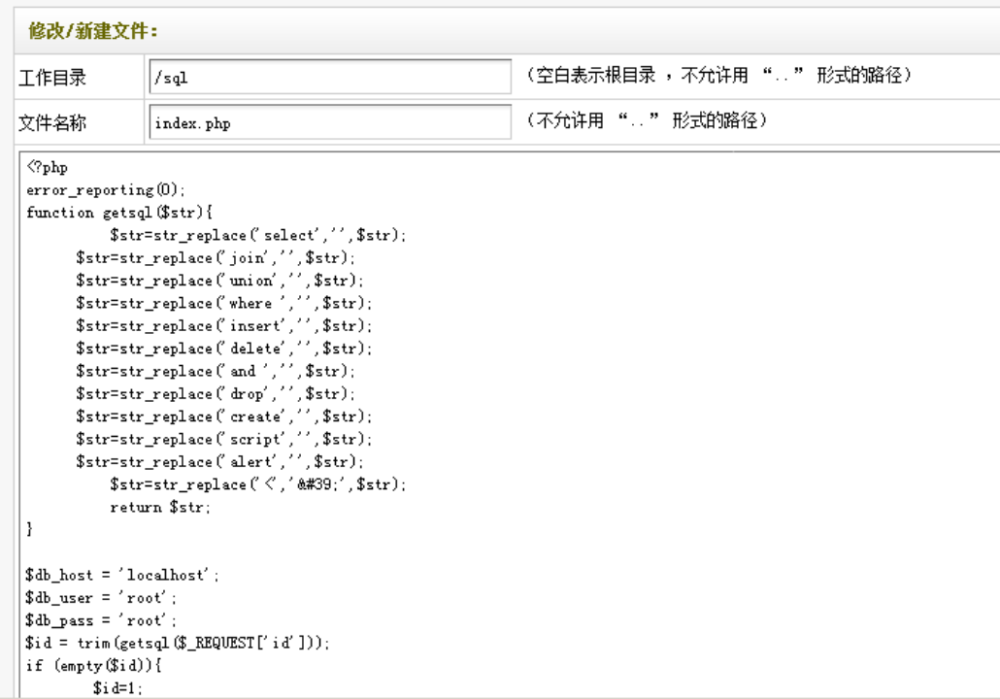 修改/新建文件：
工作目录 /sql （空白表示根目录 ，不允许用 “..” 形式的路径）
文件名称 index.php （不允许用 “..” 形式的路径）
<?php
error_reporting(0);
function getsql($str){
$str=str_replace('select','',$str);
$str=str_replace('join','',$str);
$str=str_replace('union','',$str);
$str=str_replace('where ','',$str);
$str=str_replace('insert','',$str);
$str=str_replace('delete','',$str);
$str=str_replace('and ','',$str);
$str=str_replace('drop','',$str);
$str=str_replace('create','',$str);
$str=str_replace('script','',$str);
$str=str_replace('alert','',$str);
$str=str_replace('<','&#39;',$str);
return $str;
}
$db_host = 'localhost';
$db_user = 'root';
$db_pass = 'root';
$id = trim(getsql($_REQUEST['id']));
if (empty($id)){
$id=1;